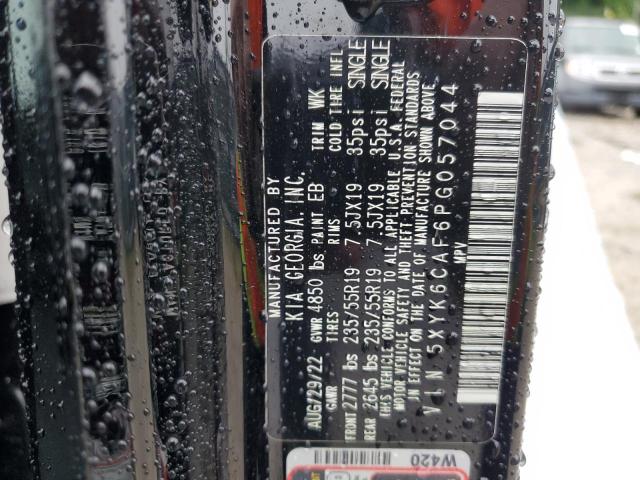 MANUFACTURED BY
KIA GEORGIA, INC.
AUG/29/22 GVWR 4850 lbs PAINT EB TRIM WK
GAWR TIRES RAMS COLD TIRE INFL
FRONT 2777 lbs 235/55R19 7.5JX19 35psi SINGLE
REAR 2645 lbs 235/55R19 7.5JX19 35psi SINGLE
THIS VEHICLE CONFORMS TO ALL APPLICABLE U.S.A. FEDERAL
MOTOR VEHICLE SAFETY AND THEFT PREVENTION STANDARDS
IN EFFECT ON THE DATE OF MANUFACTURE SHOWN ABOVE
VIN 5XYK6CAF6PG057044
MPV
W420